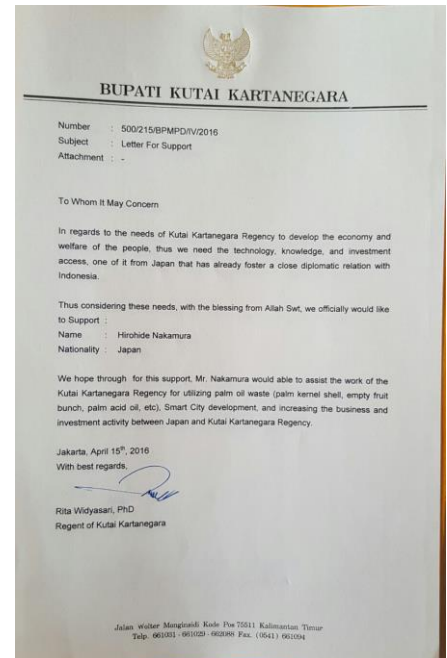 BUPATI KUTAI KARTANEGARA
Number : 500/215/BPMPD/IV/2016
Subject : Letter For Support
Attachment : -
To Whom It May Concern
In regards to the needs of Kutai Kartanegara Regency to develop the economy and
welfare of the people, thus we need the technology, knowledge, and investment
access, one of it from Japan that has already foster a close diplomatic relation with
Indonesia.
Thus considering these needs, with the blessing from Allah Swt, we officially would like
to Support :
Name : Hirohide Nakamura
Nationality : Japan
We hope through for this support, Mr. Nakamura would able to assist the work of the
Kutai Kartanegara Regency for utilizing palm oil waste (palm kernel shell, empty fruit
bunch, palm acid oil, etc), Smart City development, and increasing the business and
investment activity between Japan and Kutai Kartanegara Regency.
Jakarta, April 15th, 2016
With best regards,
Rita Widyasari, PhD
Regent of Kutai Kartanegara
Jalan Wolter Monginsidi Kode Pos 75511 Kalimantan Timur
Telp. 661031 - 661029 - 662088 Fax. (0541) 661094